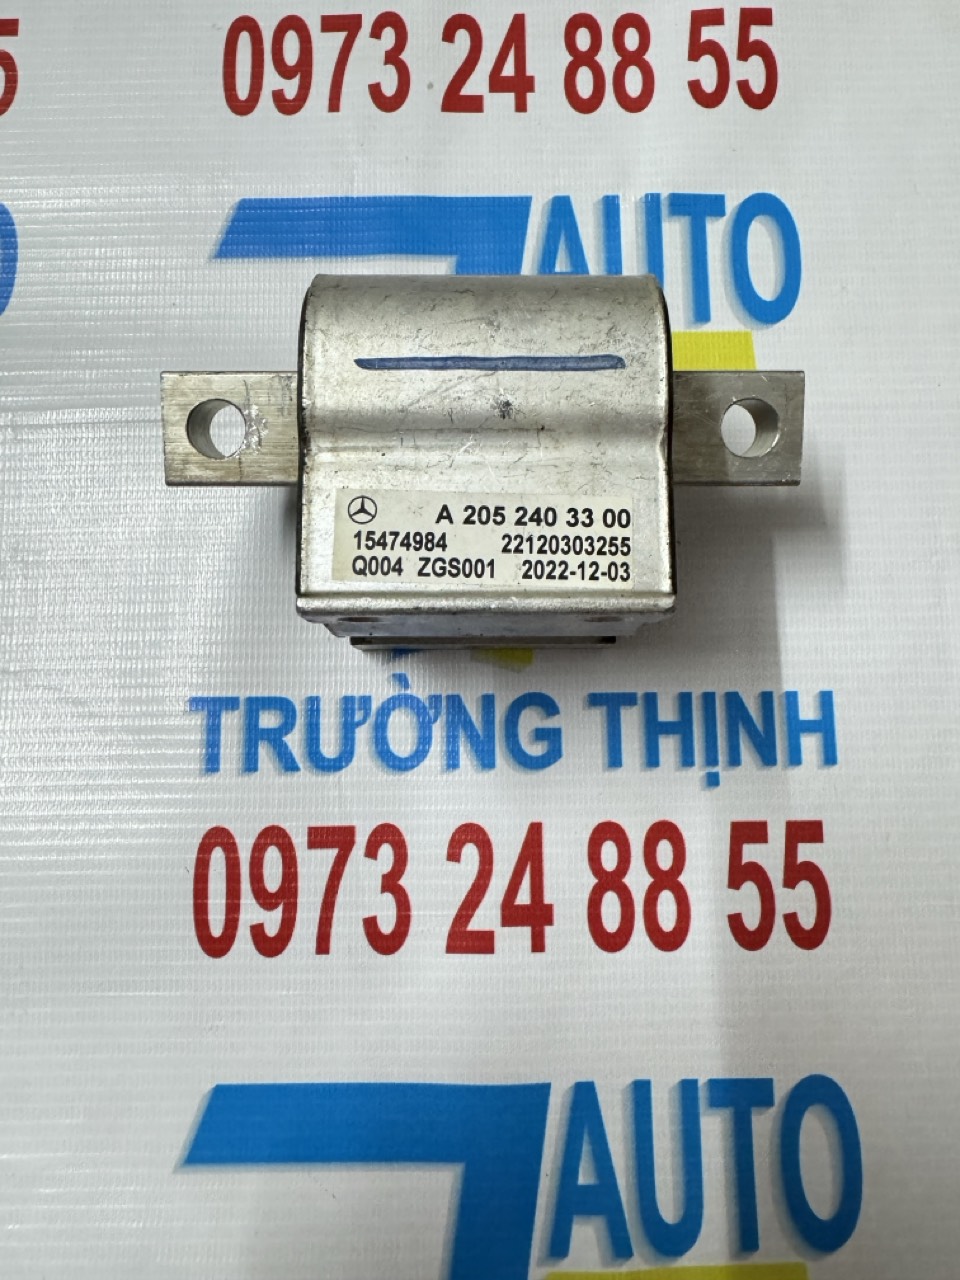 5
0973 24 88 55
AUTO
A 205 240 33 00
15474984 22120303255
Q004 ZGS001 2022-12-03
TRƯỜNG THỊNH
0973 24 88 55
AUTO